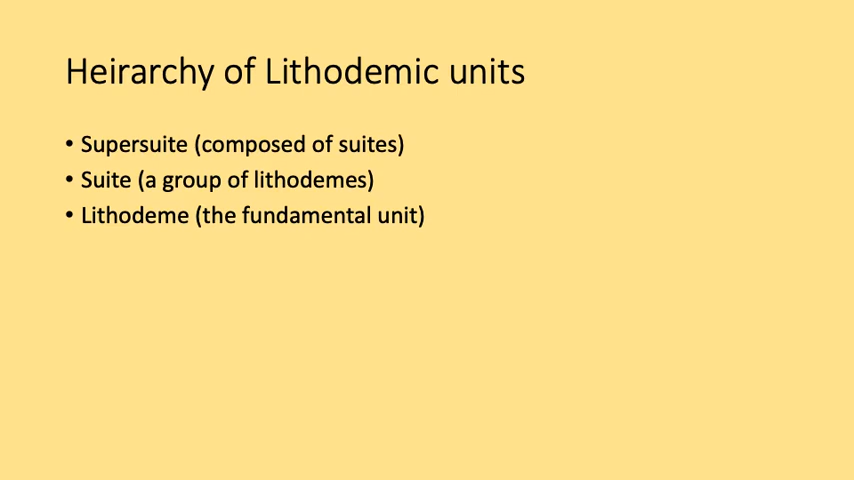 Heirarchy of Lithodemic units
• Supersuite (composed of suites)
• Suite (a group of lithodemes)
• Lithodeme (the fundamental unit)